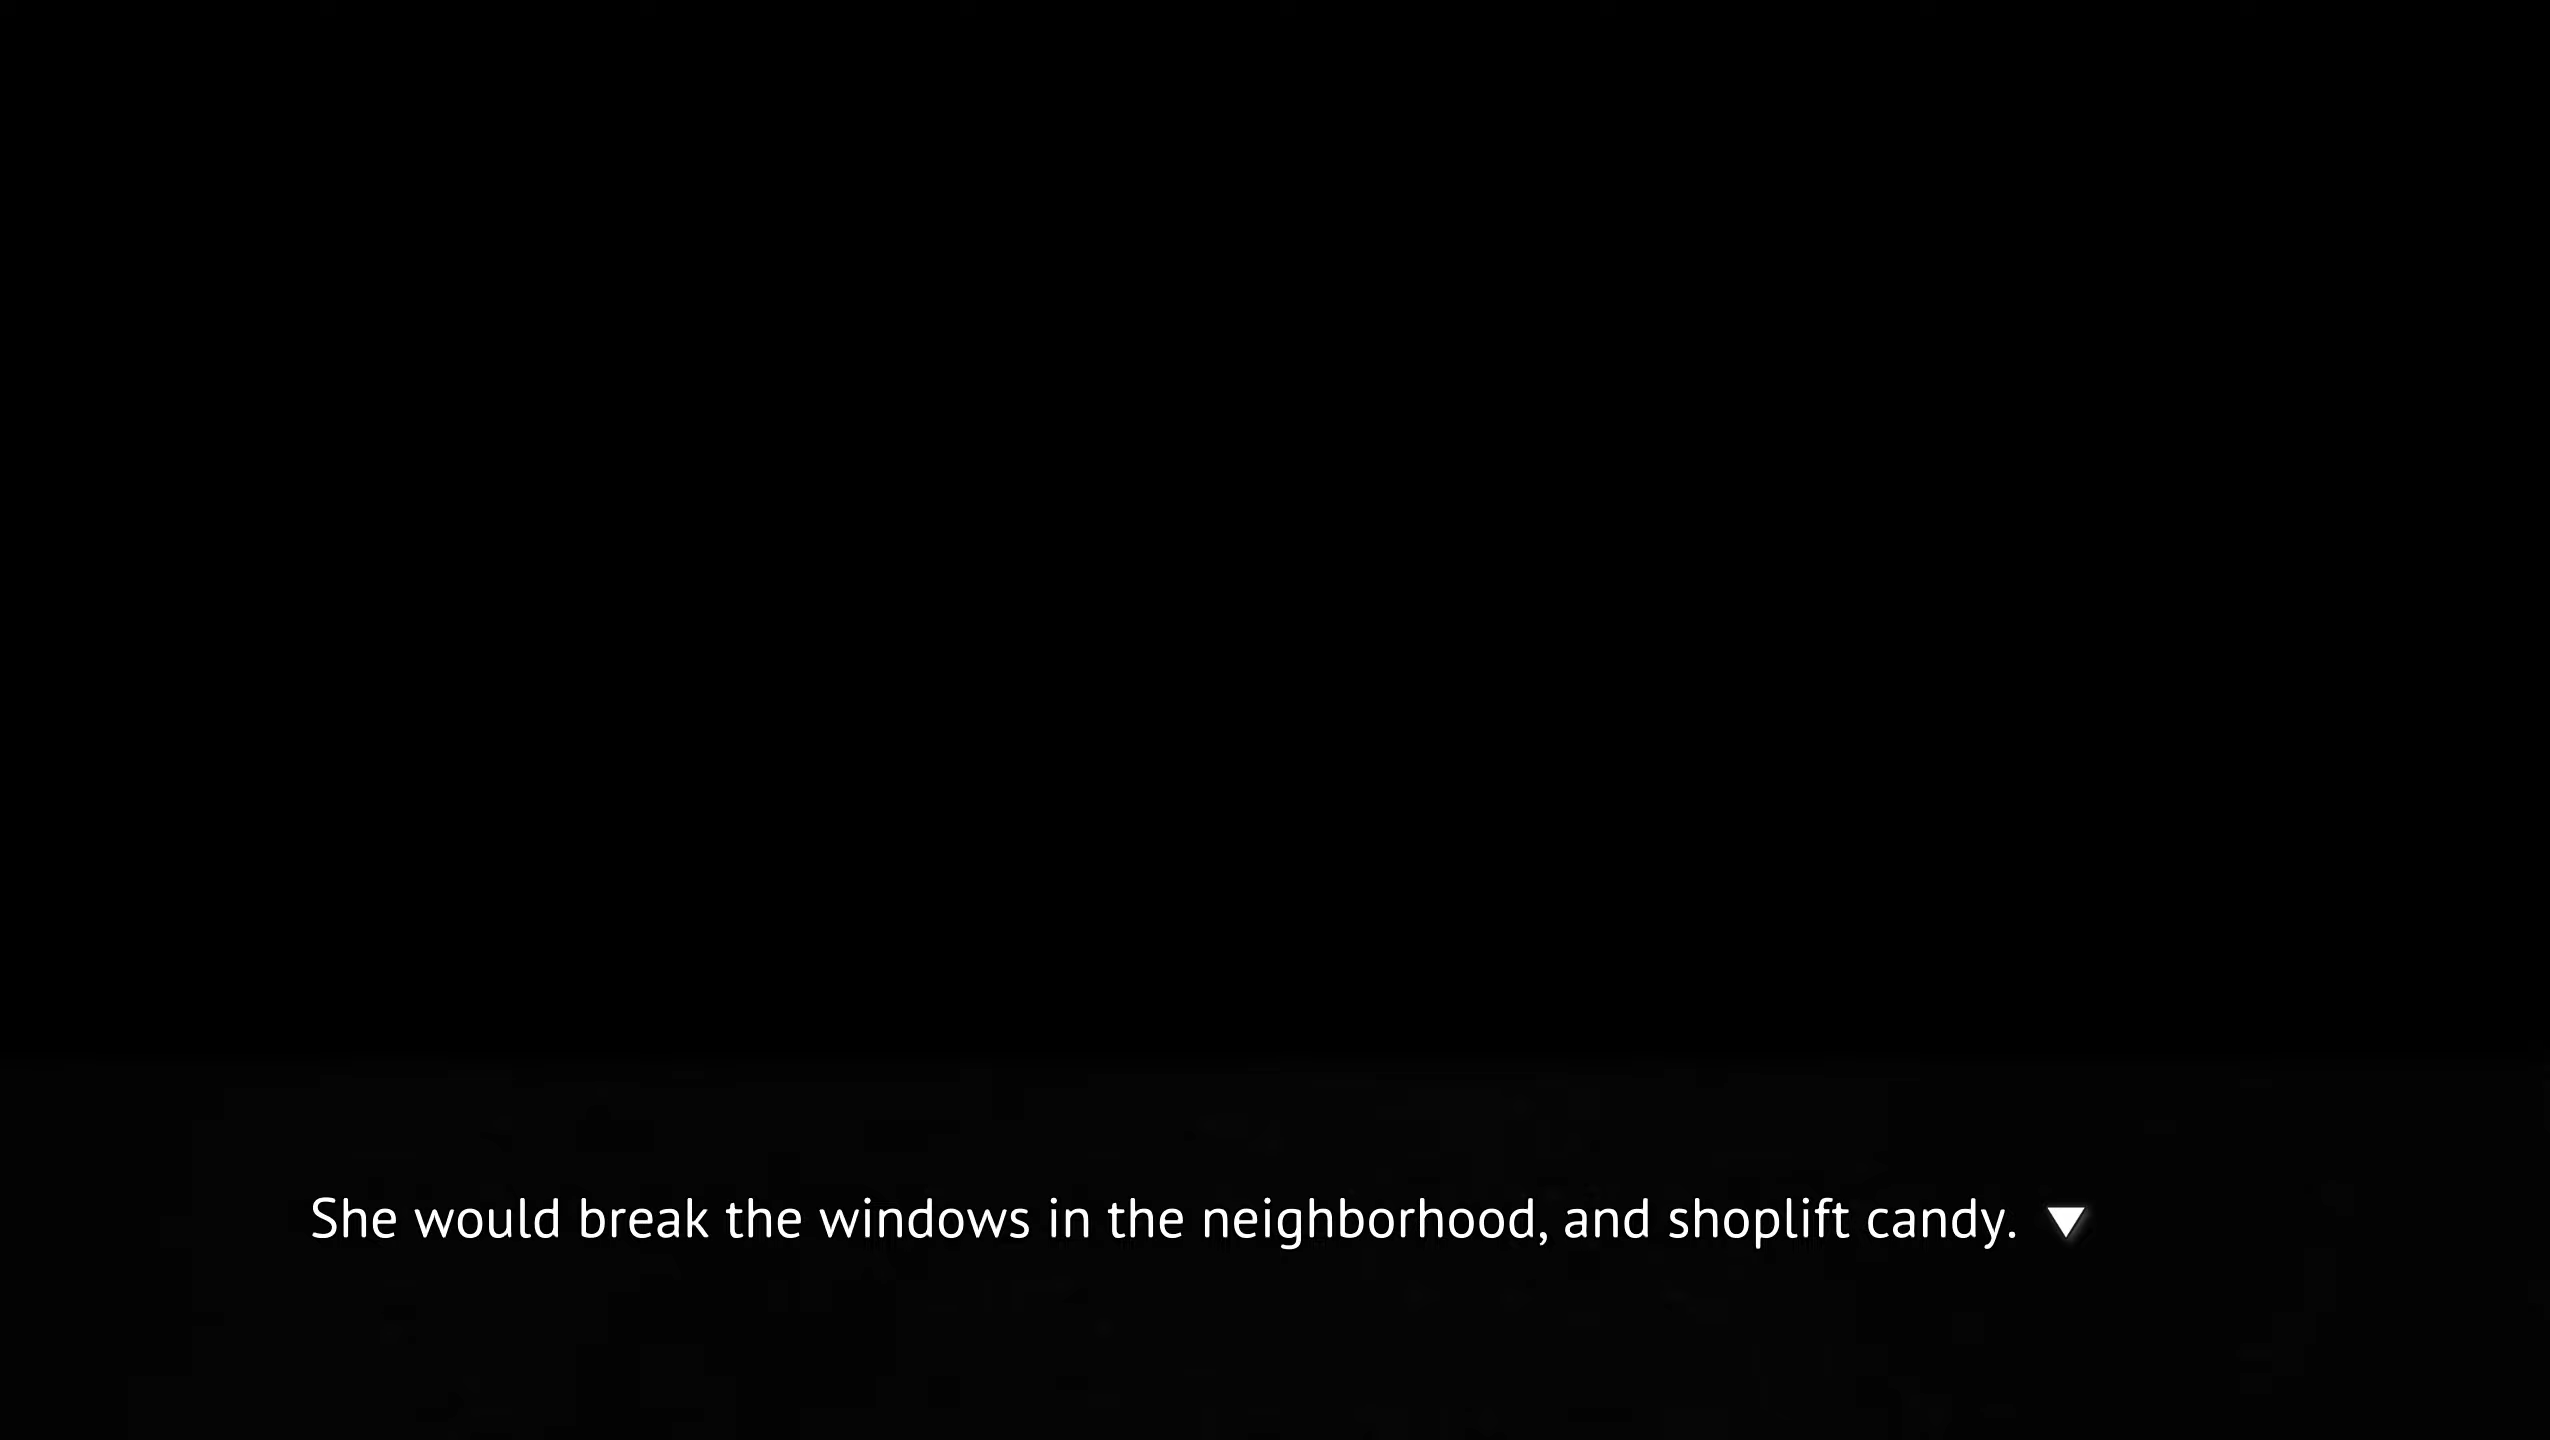 She would break the windows in the neighborhood, and shoplift candy.